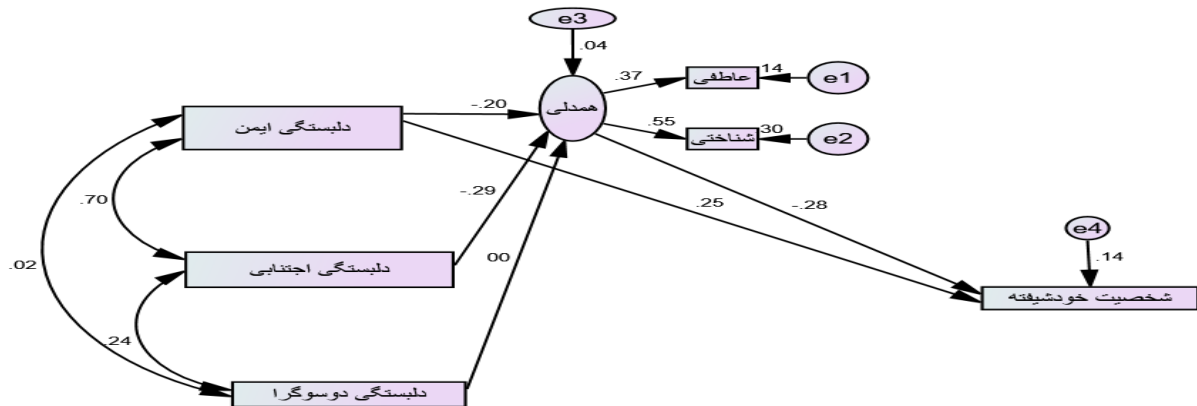 e3
.04
.37
عاطفی
14
e1
همدلی
-.20
دلبستگی ایمن
.55
شناختی
30
e2
.70
-.29
.25
-.28
e4
.14
.02
دلبستگی اجتنابی
00
شخصیت خودشیفته
.24
دلبستگی دوسوگرا